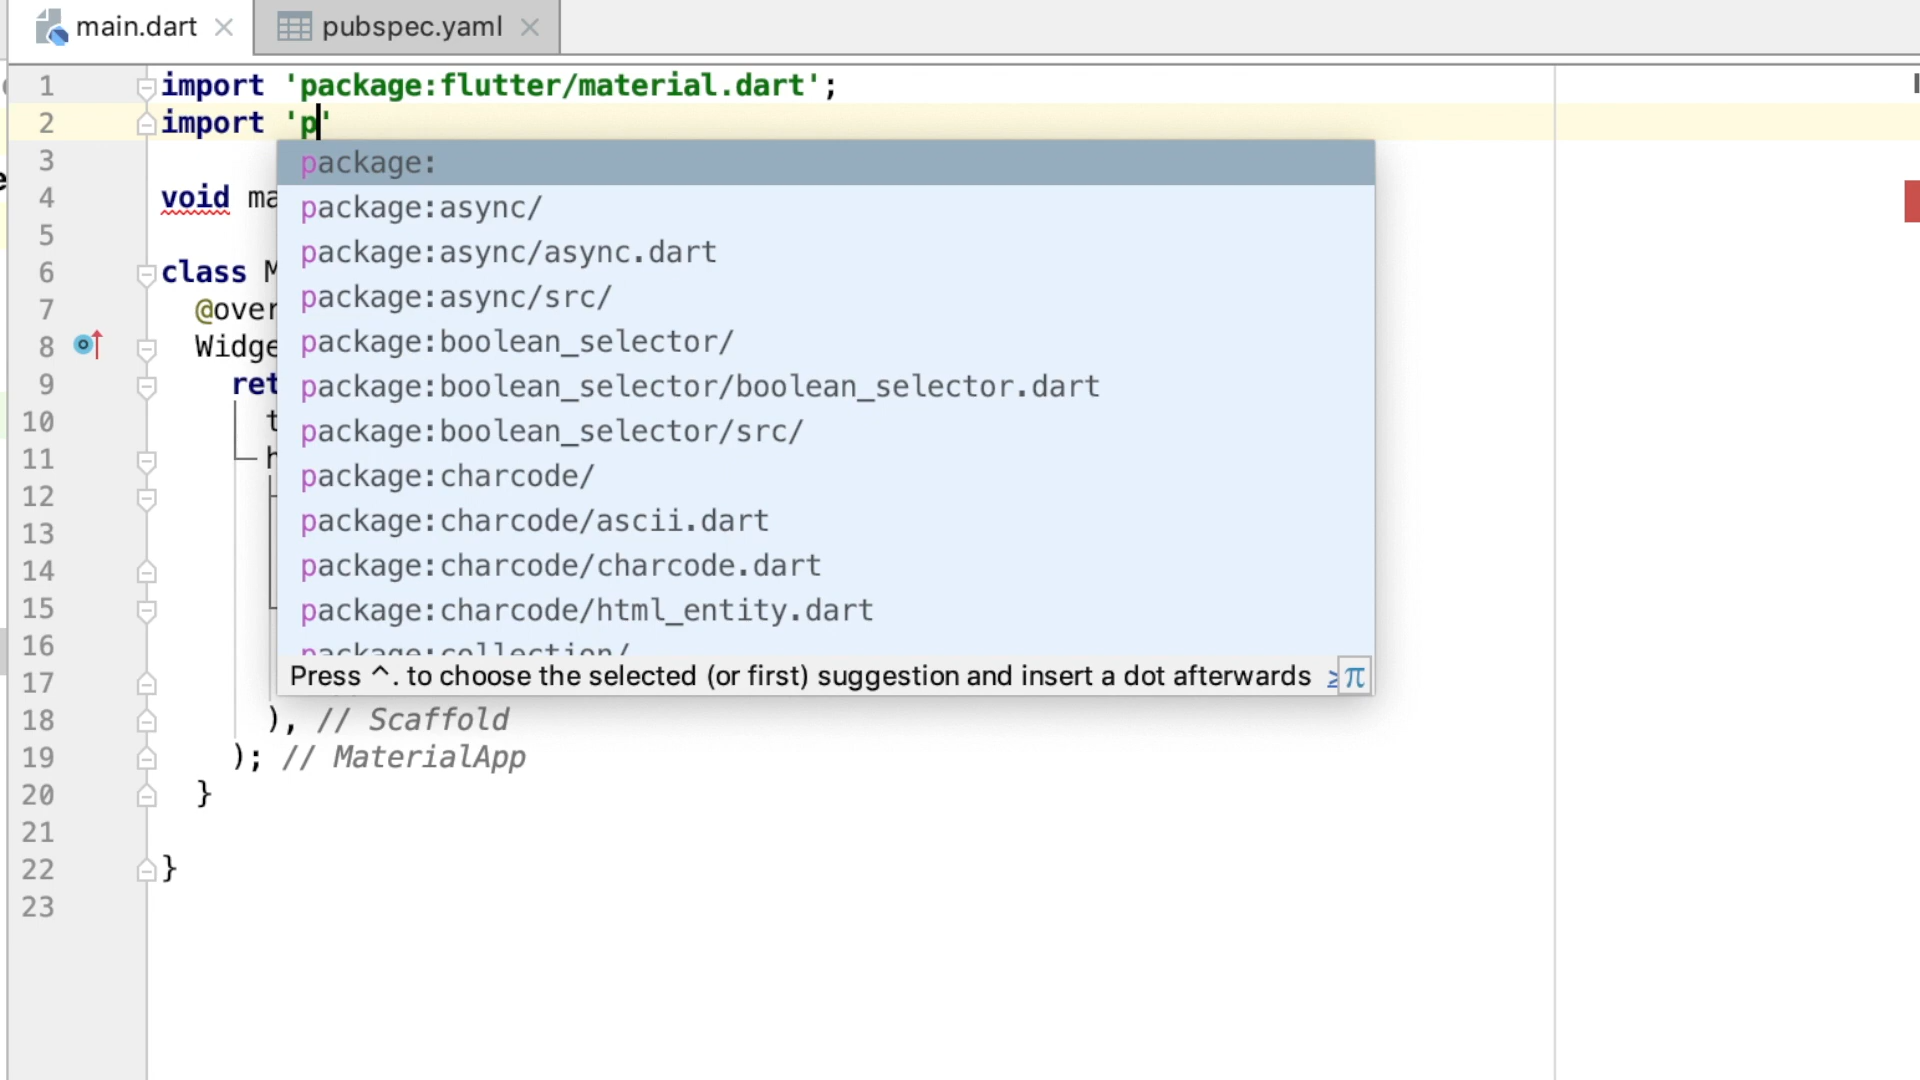 main.dart
pubspec.yaml
1 import 'package:flutter/material.dart';
2 import 'p'
package:
3
package:async/
4 void ma
5 package:async/async.dart
6 class M
package:async/src/
7 @over
package:boolean_selector/
8 Widge
9 ret
package:boolean_selector/boolean_selector.dart
10 t
package:boolean_selector/src/
11 h
package:charcode/
12
package:charcode/ascii.dart
13
14 package:charcode/charcode.dart
15 package:charcode/html_entity.dart
16 package:collection/
17 Press ^. to choose the selected (or first) suggestion and insert a dot afterwards ≥ π
18 ), // Scaffold
19 ); // MaterialApp
20 }
21
22 }
23